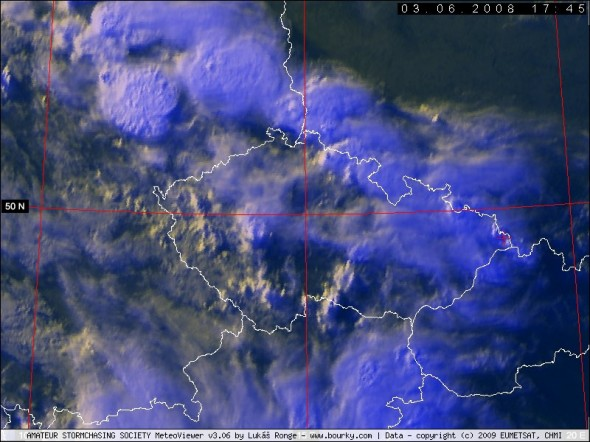 03.06.2008 17:45
50 N
AMATEUR STORMCHASING SOCIETY MeteoViewer v3.06 by Lukáš Ronge - www.bourky.com | Data - copyright (c) 2009 EUMETSAT, CHMI
20 E